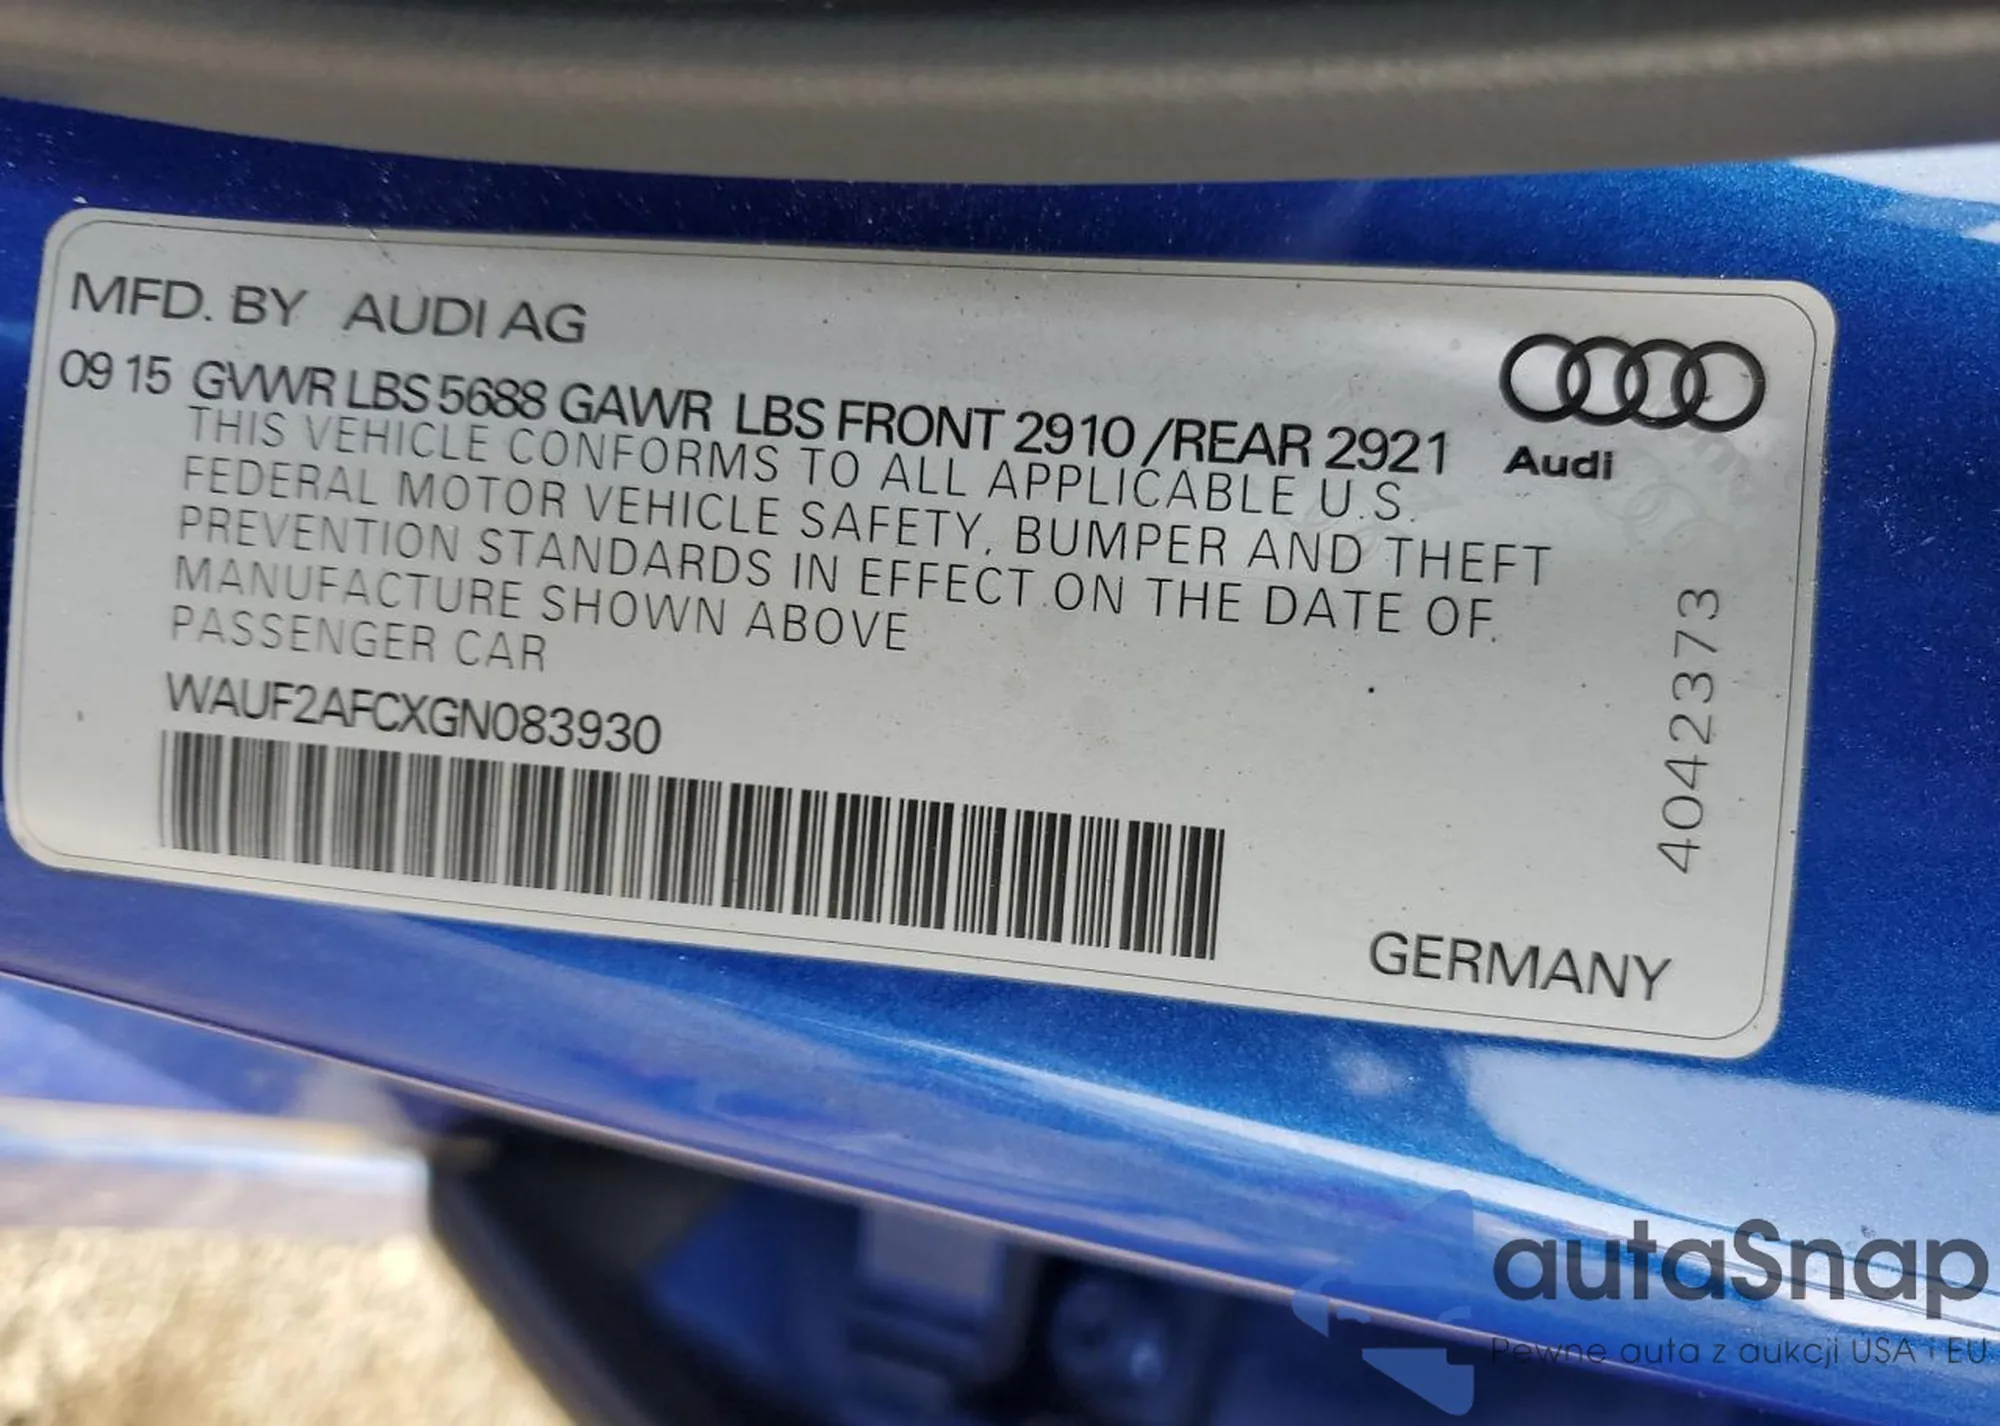 MFD. BY AUDI AG
09 15 GVWR LBS 5688 GAWR LBS FRONT 2910 /REAR 2921
THIS VEHICLE CONFORMS TO ALL APPLICABLE U.S.
FEDERAL MOTOR VEHICLE SAFETY, BUMPER AND THEFT
PREVENTION STANDARDS IN EFFECT ON THE DATE OF.
MANUFACTURE SHOWN ABOVE
PASSENGER CAR
WAUF2AFCXGN083930
Audi
4042373
GERMANY
autaSnap
Pewne auta z aukcji USA i EU